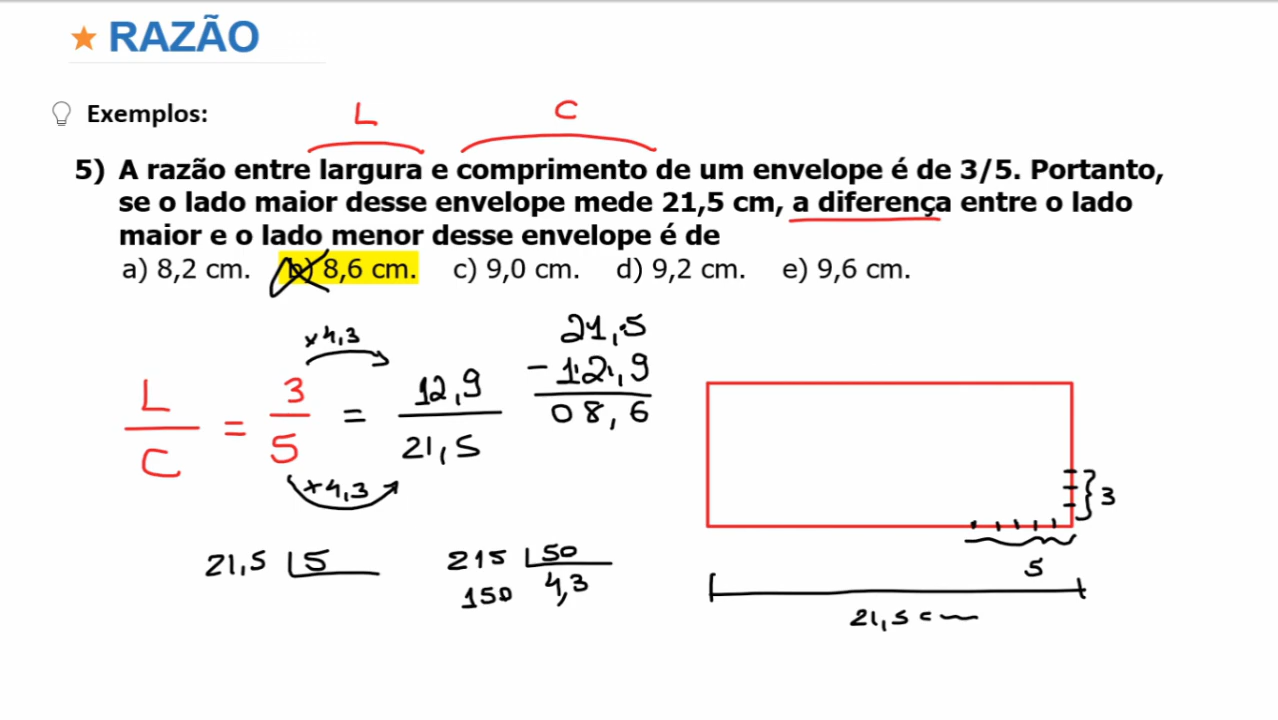 RAZÃO
Exemplos:
L C
5) A razão entre largura e comprimento de um envelope é de 3/5. Portanto,
se o lado maior desse envelope mede 21,5 cm, a diferença entre o lado
maior e o lado menor desse envelope é de
a) 8,2 cm. b) 8,6 cm. c) 9,0 cm. d) 9,2 cm. e) 9,6 cm.
×4,3
L/C = 3/5 = 12,9/21,5
×4,3
21,5
- 12,9
08,6
21,5 5
215 50
150 4,3
3
5
21,5 cm